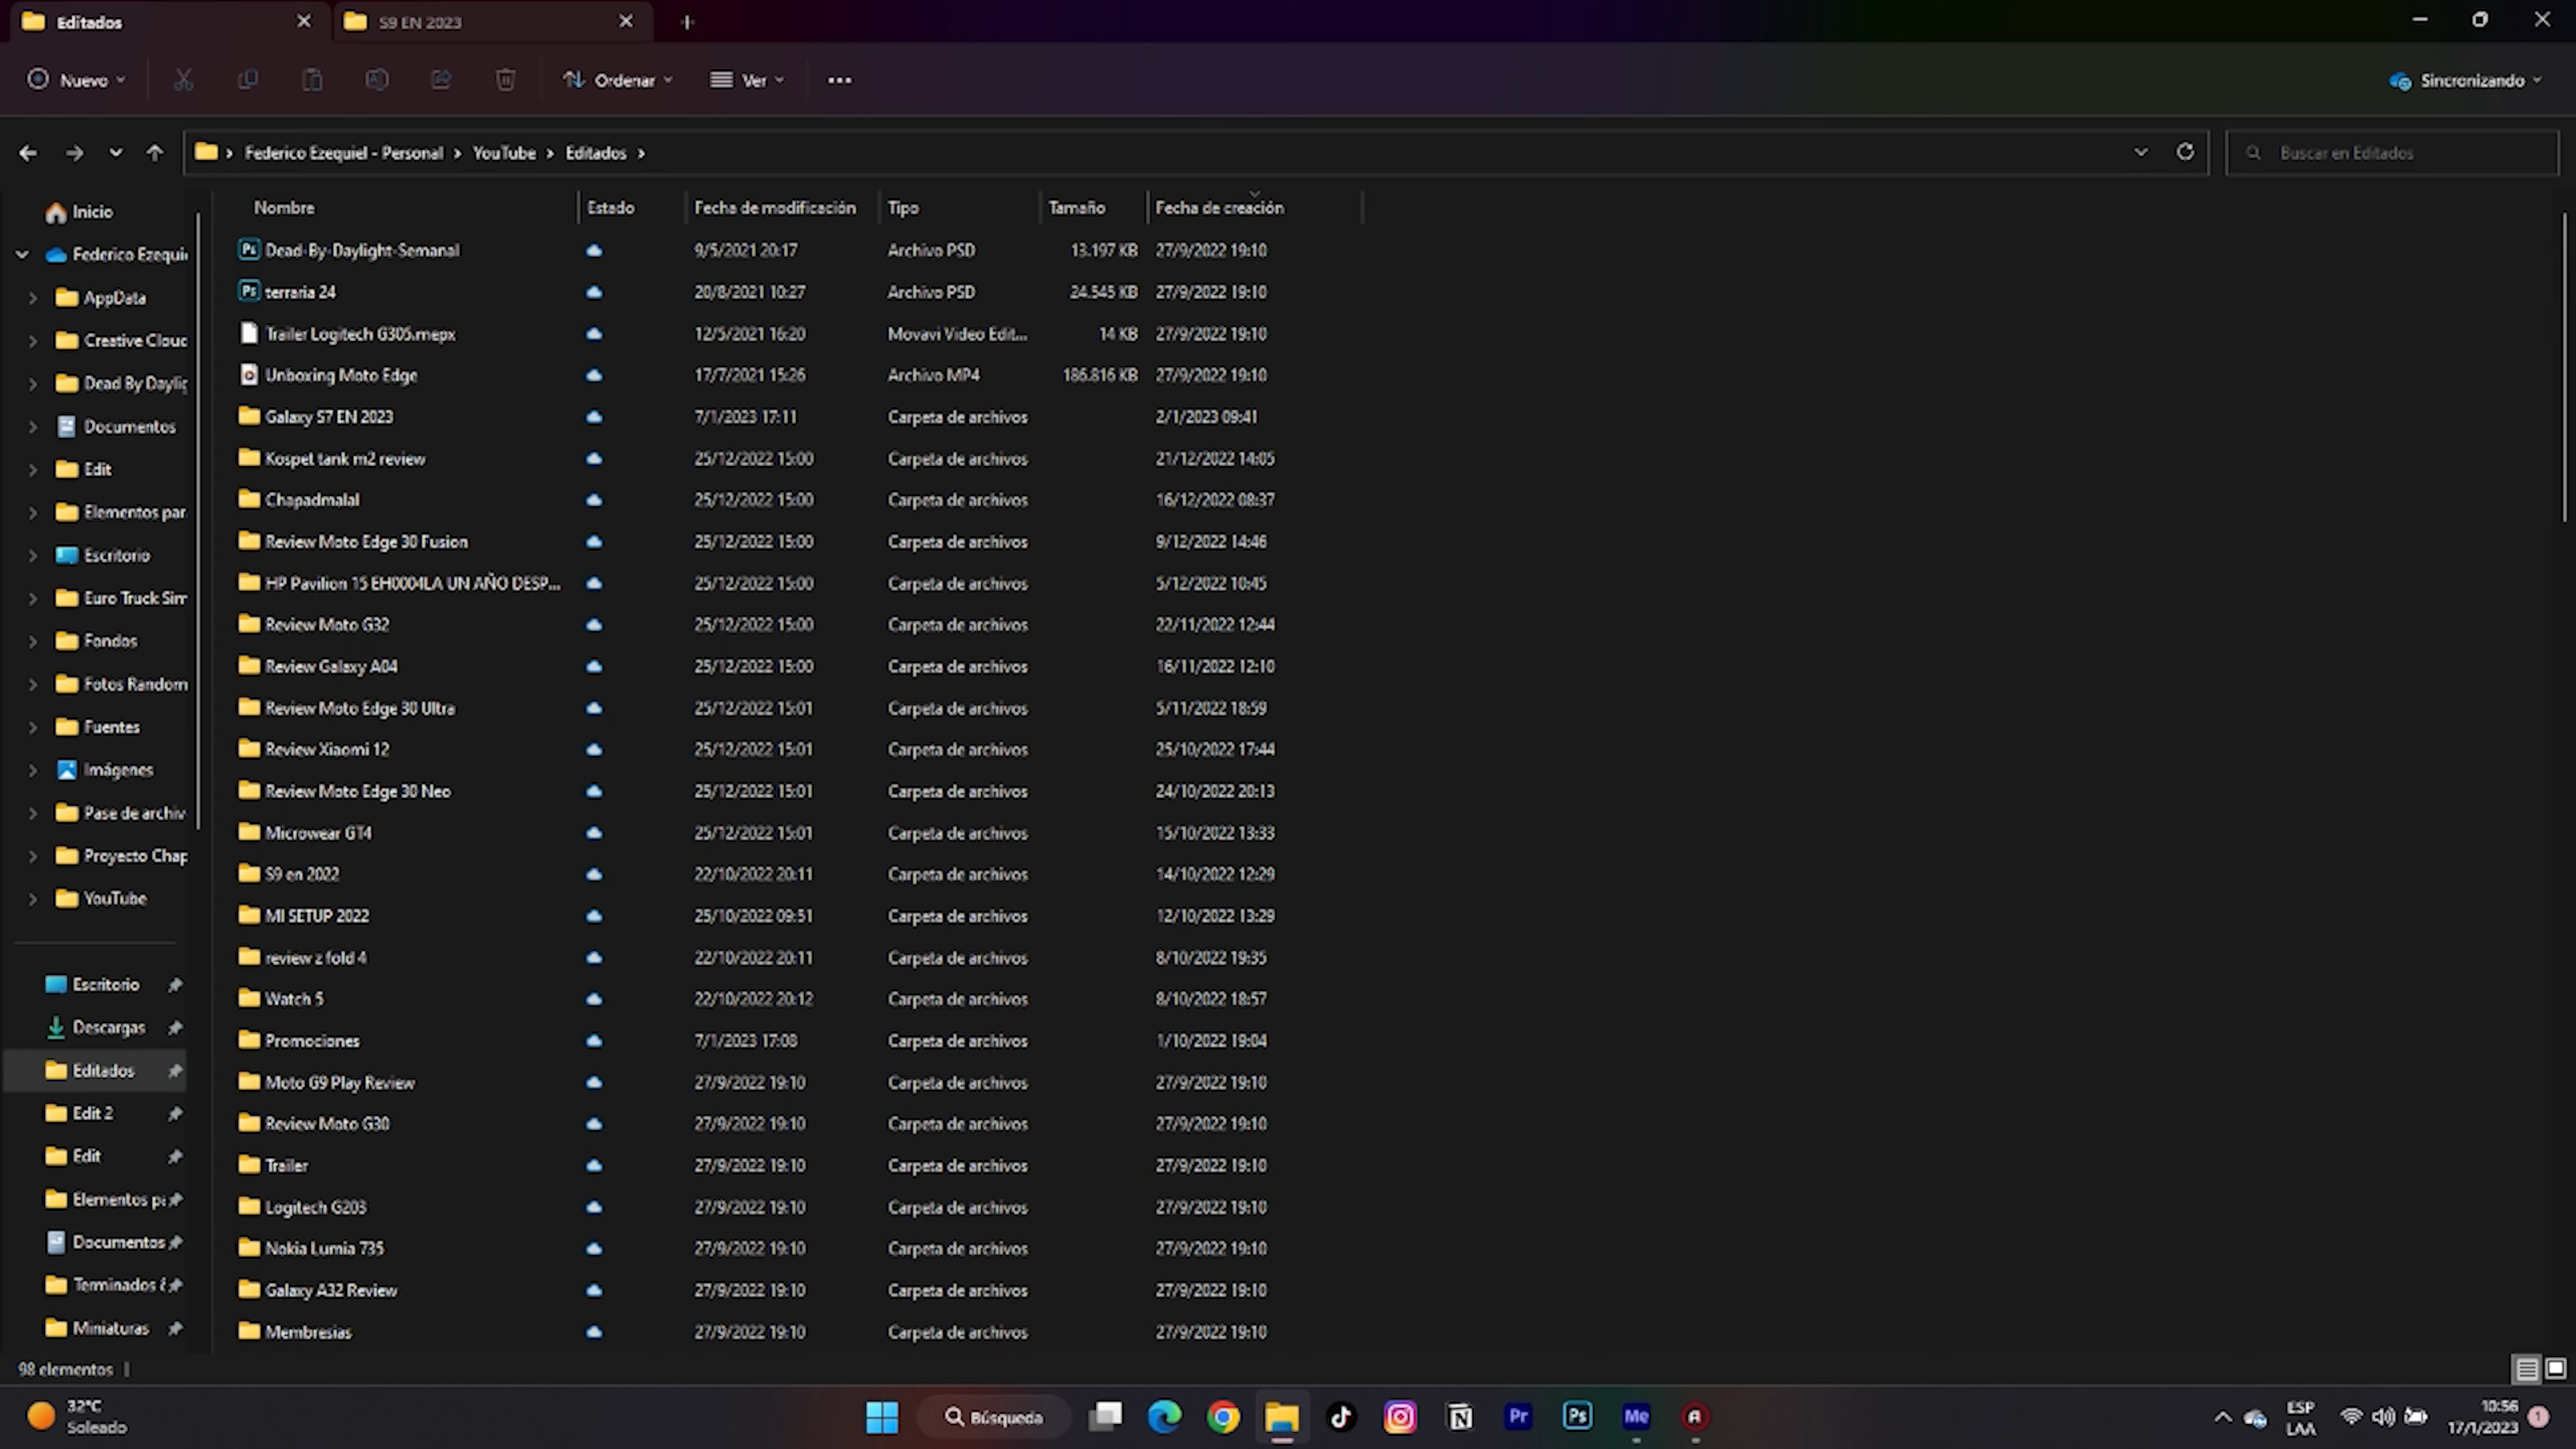 Editados
S9 EN 2023
Nuevo
Ordenar
Ver
Sincronizando
Federico Ezequiel - Personal > YouTube > Editados >
Buscar en Editados
Inicio
Federico Ezequie
AppData
Creative Cloud
Dead By Daylig
Documentos
Edit
Elementos par
Escritorio
Euro Truck Sim
Fondos
Fotos Random
Fuentes
Imágenes
Pase de archiv
Proyecto Chap
YouTube
Escritorio
Descargas
Editados
Edit 2
Edit
Elementos pa
Documentos
Terminados
Miniaturas
Nombre Estado Fecha de modificación Tipo Tamaño Fecha de creación
Dead-By-Daylight-Semanal 9/5/2021 20:17 Archivo PSD 13.197 KB 27/9/2022 19:10
terraria 24 20/8/2021 10:27 Archivo PSD 24.545 KB 27/9/2022 19:10
Trailer Logitech G305.mepx 12/5/2021 16:20 Movavi Video Edit... 14 KB 27/9/2022 19:10
Unboxing Moto Edge 17/7/2021 15:26 Archivo MP4 186.816 KB 27/9/2022 19:10
Galaxy S7 EN 2023 7/1/2023 17:11 Carpeta de archivos 2/1/2023 09:41
Kospet tank m2 review 25/12/2022 15:00 Carpeta de archivos 21/12/2022 14:05
Chapadmalal 25/12/2022 15:00 Carpeta de archivos 16/12/2022 08:37
Review Moto Edge 30 Fusion 25/12/2022 15:00 Carpeta de archivos 9/12/2022 14:46
HP Pavilion 15 EH0004LA UN AÑO DESP... 25/12/2022 15:00 Carpeta de archivos 5/12/2022 10:45
Review Moto G32 25/12/2022 15:00 Carpeta de archivos 22/11/2022 12:44
Review Galaxy A04 25/12/2022 15:00 Carpeta de archivos 16/11/2022 12:10
Review Moto Edge 30 Ultra 25/12/2022 15:01 Carpeta de archivos 5/11/2022 18:59
Review Xiaomi 12 25/12/2022 15:01 Carpeta de archivos 25/10/2022 17:44
Review Moto Edge 30 Neo 25/12/2022 15:01 Carpeta de archivos 24/10/2022 20:13
Microwear GT4 25/12/2022 15:01 Carpeta de archivos 15/10/2022 13:33
S9 en 2022 22/10/2022 20:11 Carpeta de archivos 14/10/2022 12:29
MI SETUP 2022 25/10/2022 09:51 Carpeta de archivos 12/10/2022 13:29
review z fold 4 22/10/2022 20:11 Carpeta de archivos 8/10/2022 19:35
Watch 5 22/10/2022 20:12 Carpeta de archivos 8/10/2022 18:57
Promociones 7/1/2023 17:08 Carpeta de archivos 1/10/2022 19:04
Moto G9 Play Review 27/9/2022 19:10 Carpeta de archivos 27/9/2022 19:10
Review Moto G30 27/9/2022 19:10 Carpeta de archivos 27/9/2022 19:10
Trailer 27/9/2022 19:10 Carpeta de archivos 27/9/2022 19:10
Logitech G203 27/9/2022 19:10 Carpeta de archivos 27/9/2022 19:10
Nokia Lumia 735 27/9/2022 19:10 Carpeta de archivos 27/9/2022 19:10
Galaxy A32 Review 27/9/2022 19:10 Carpeta de archivos 27/9/2022 19:10
Membresias 27/9/2022 19:10 Carpeta de archivos 27/9/2022 19:10
98 elementos
32°C
Soleado
Búsqueda
Pr
Ps
Me
ESP
LAA
10:56
17/1/2023
1